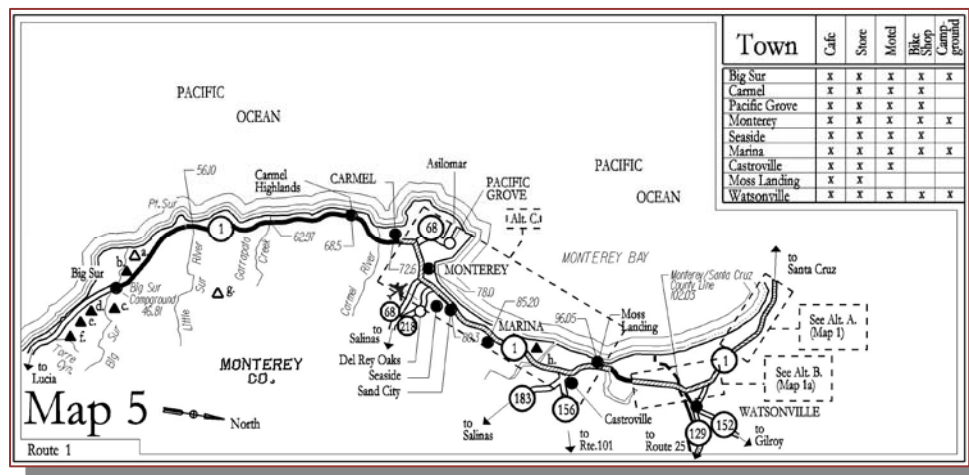 Town
Cafe
Store
Motel
Bike
Shop
Camp-
ground
Big Sur x x x x x
Carmel x x x x
Pacific Grove x x x x
Monterey x x x x x
Seaside x x x x
Marina x x x x x
Castroville x x x
Moss Landing x x
Watsonville x x x x x
PACIFIC
OCEAN
PACIFIC
OCEAN
Asilomar
PACIFIC
GROVE
Alt. C.
Carmel
Highlands
CARMEL
56.10
Pt. Sur
1
68
MONTEREY BAY
to
Santa Cruz
Monterey/Santa Cruz
County Line
102.03
62.97
68.5
72.6
MONTEREY
78.0
85.20
96.05
Moss
Landing
MARINA
Garrapata
Creek
Carmel River
Little Sur River
a.
b.
Big Sur
Big Sur
Campground
46.81
c.
d.
e.
f.
g.
h.
Big Sur
Torre
Cyn.
68
218
to
Salinas
Del Rey Oaks
Seaside
Sand City
1
1
See Alt. A.
(Map 1)
See Alt. B.
(Map 1a)
MONTEREY
CO.
to
Lucia
183
156
Castroville
WATSONVILLE
129
152
to
Salinas
to
Rte.101
to
Route 25
to
Gilroy
Map 5
North
Route 1